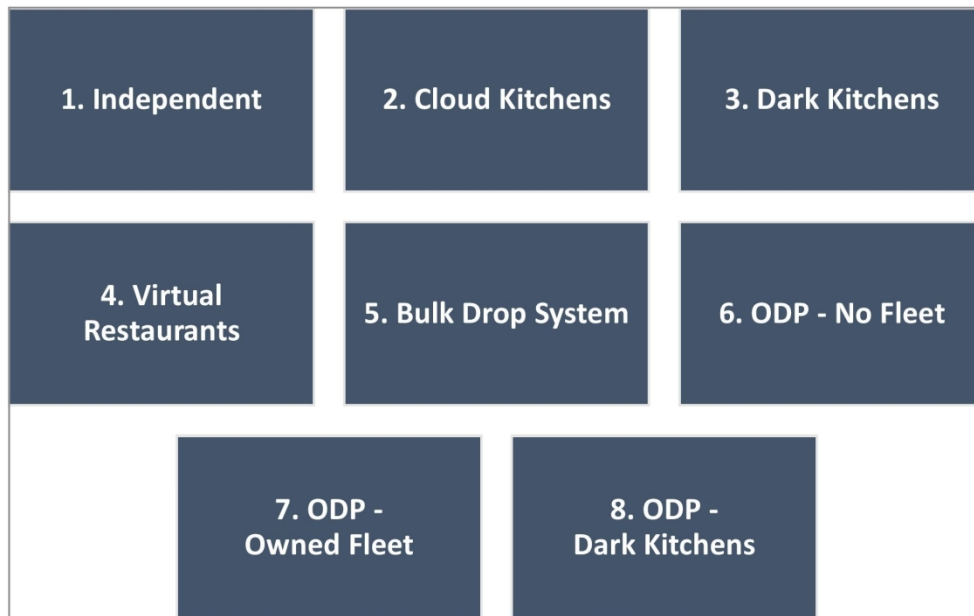 1. Independent
2. Cloud Kitchens
3. Dark Kitchens
4. Virtual
Restaurants
5. Bulk Drop System
6. ODP - No Fleet
7. ODP -
Owned Fleet
8. ODP -
Dark Kitchens